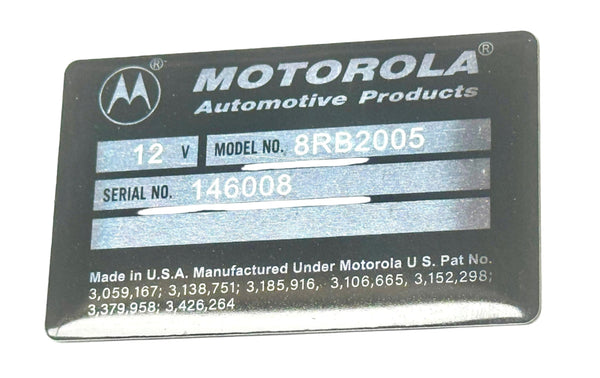 MOTOROLA®
Automotive Products
12 V MODEL NO. 8RB2005
SERIAL NO. 146008
Made in U.S.A. Manufactured Under Motorola U S. Pat No.
3,059,167; 3,138,751; 3,185,916, 3,106,665, 3,152,298;
3,379,958; 3,426,264